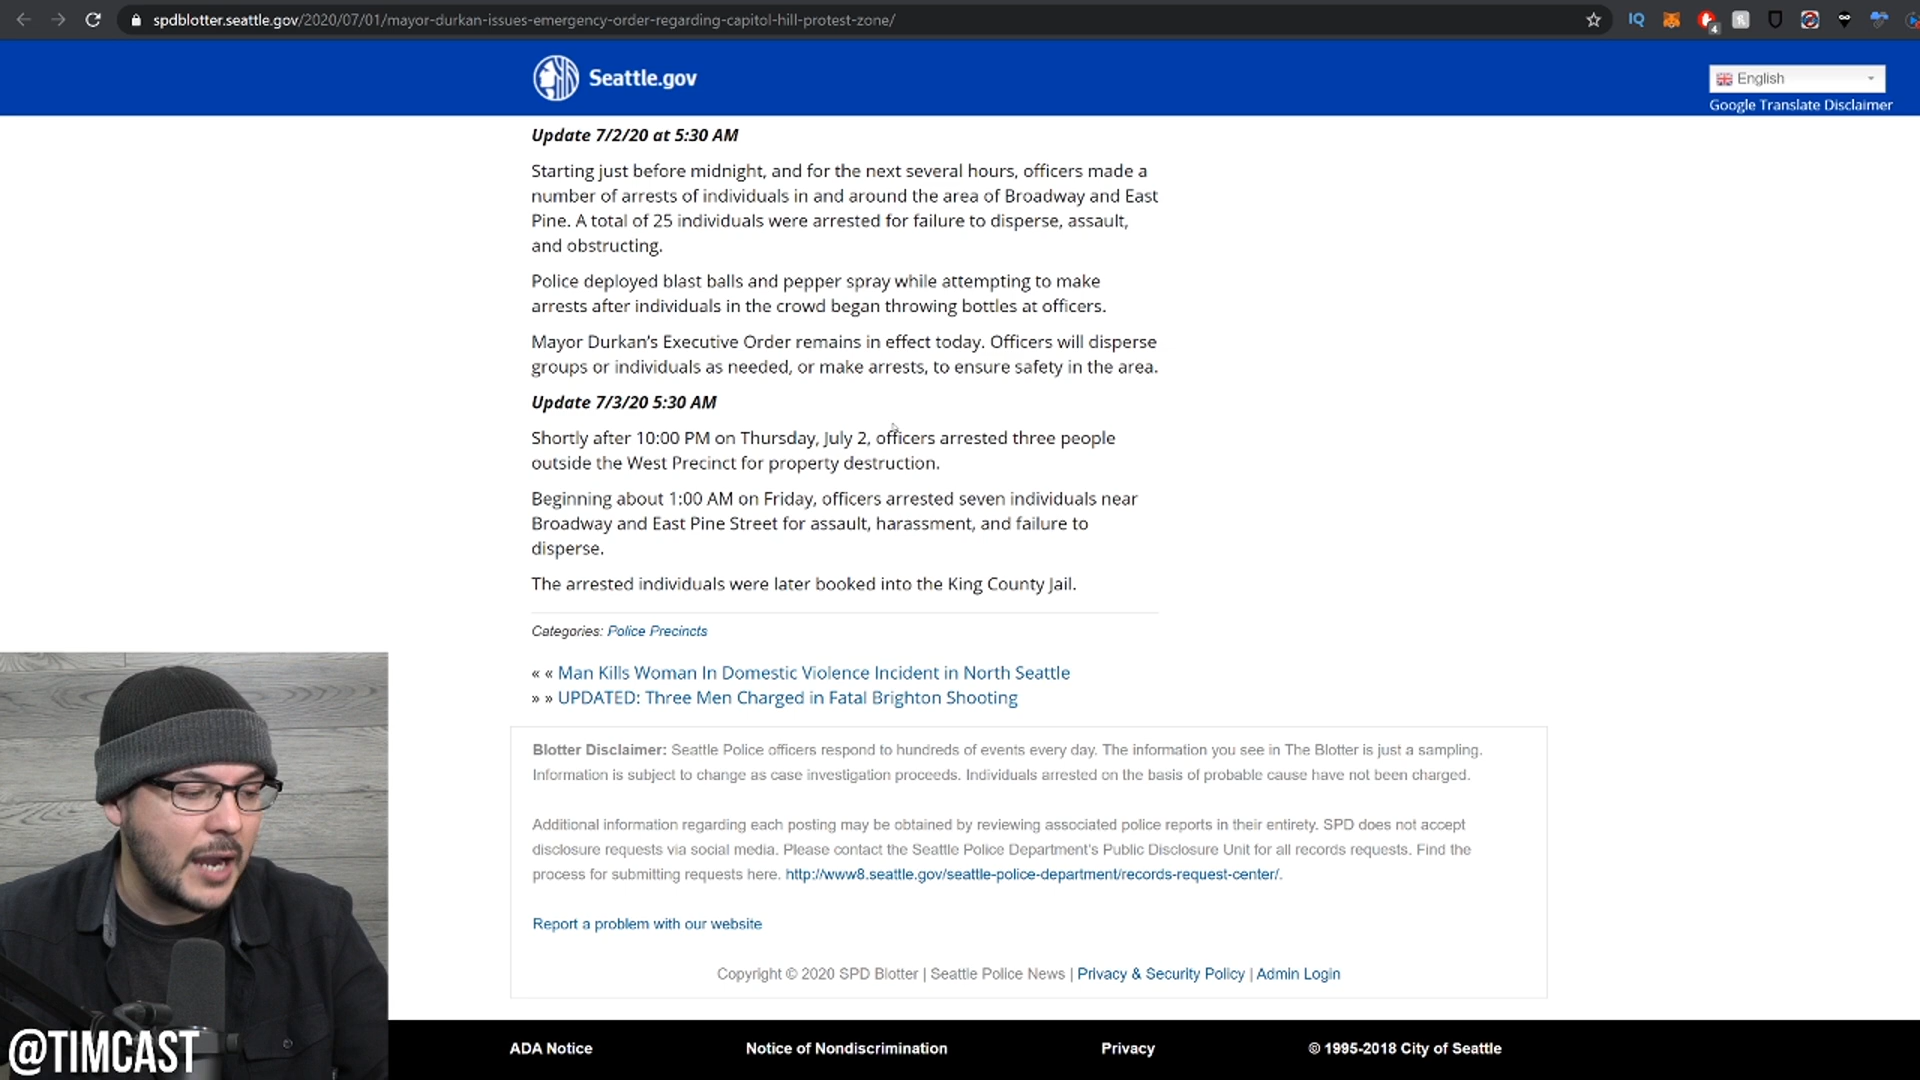 spdblotter.seattle.gov/2020/07/01/mayor-durkan-issues-emergency-order-regarding-capitol-hill-protest-zone/
IQ
4
Seattle.gov
English
Google Translate Disclaimer
Update 7/2/20 at 5:30 AM
Starting just before midnight, and for the next several hours, officers made a
number of arrests of individuals in and around the area of Broadway and East
Pine. A total of 25 individuals were arrested for failure to disperse, assault,
and obstructing.
Police deployed blast balls and pepper spray while attempting to make
arrests after individuals in the crowd began throwing bottles at officers.
Mayor Durkan's Executive Order remains in effect today. Officers will disperse
groups or individuals as needed, or make arrests, to ensure safety in the area.
Update 7/3/20 5:30 AM
Shortly after 10:00 PM on Thursday, July 2, officers arrested three people
outside the West Precinct for property destruction.
Beginning about 1:00 AM on Friday, officers arrested seven individuals near
Broadway and East Pine Street for assault, harassment, and failure to
disperse.
The arrested individuals were later booked into the King County Jail.
Categories: Police Precincts
« « Man Kills Woman In Domestic Violence Incident in North Seattle
» » UPDATED: Three Men Charged in Fatal Brighton Shooting
Blotter Disclaimer: Seattle Police officers respond to hundreds of events every day. The information you see in The Blotter is just a sampling.
Information is subject to change as case investigation proceeds. Individuals arrested on the basis of probable cause have not been charged.
Additional information regarding each posting may be obtained by reviewing associated police reports in their entirety. SPD does not accept
disclosure requests via social media. Please contact the Seattle Police Department's Public Disclosure Unit for all records requests. Find the
process for submitting requests here. http://www8.seattle.gov/seattle-police-department/records-request-center/.
Report a problem with our website
Copyright © 2020 SPD Blotter | Seattle Police News | Privacy & Security Policy | Admin Login
@TIMCAST
ADA Notice Notice of Nondiscrimination Privacy © 1995-2018 City of Seattle